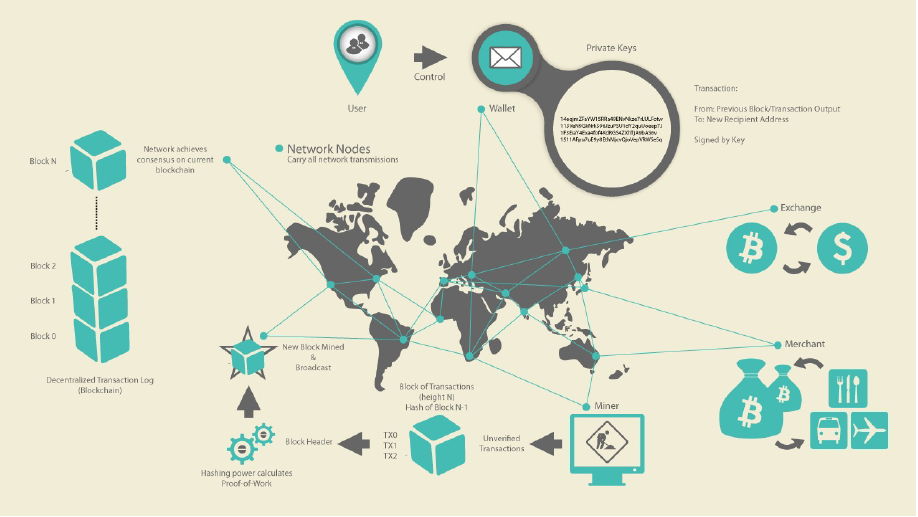 Private Keys
Control
User
Wallet
Transaction:
From: Previous Block/Transaction Output
To: New Recipient Address
Signed by Key
Network Nodes
Carry all network transmissions
Block N
Network achieves
consensus on current
blockchain
Exchange
Block 2
Block 1
Block 0
Decentralized Transaction Log
(Blockchain)
New Block Mined
&
Broadcast
Merchant
Block of Transactions
(height N)
Hash of Block N-1
Miner
TX0
TX1
TX2
Block Header
Unverified
Transactions
Hashing power calculates
Proof-of-Work